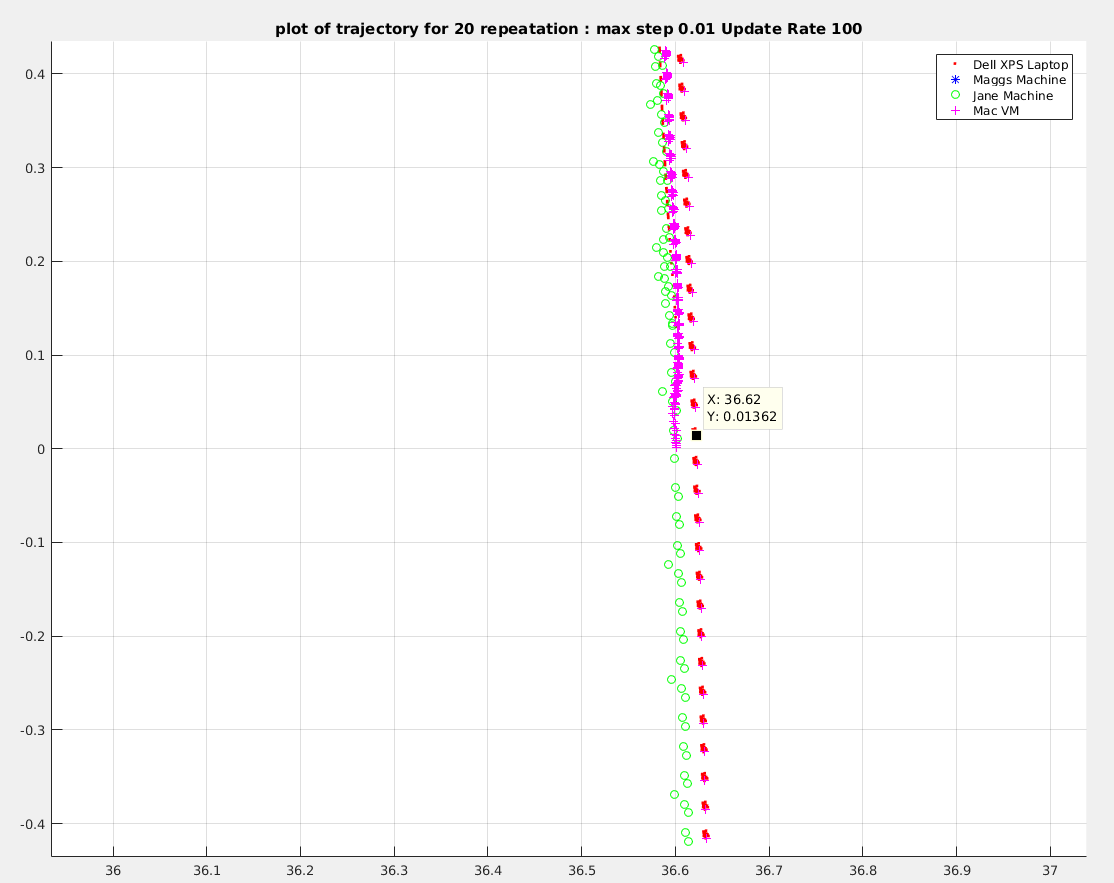 plot of trajectory for 20 repeatation : max step 0.01 Update Rate 100
Dell XPS Laptop
Maggs Machine
Jane Machine
Mac VM
0.4
0.3
0.2
0.1
X: 36.62
Y: 0.01362
0
-0.1
-0.2
-0.3
-0.4
36 36.1 36.2 36.3 36.4 36.5 36.6 36.7 36.8 36.9 37